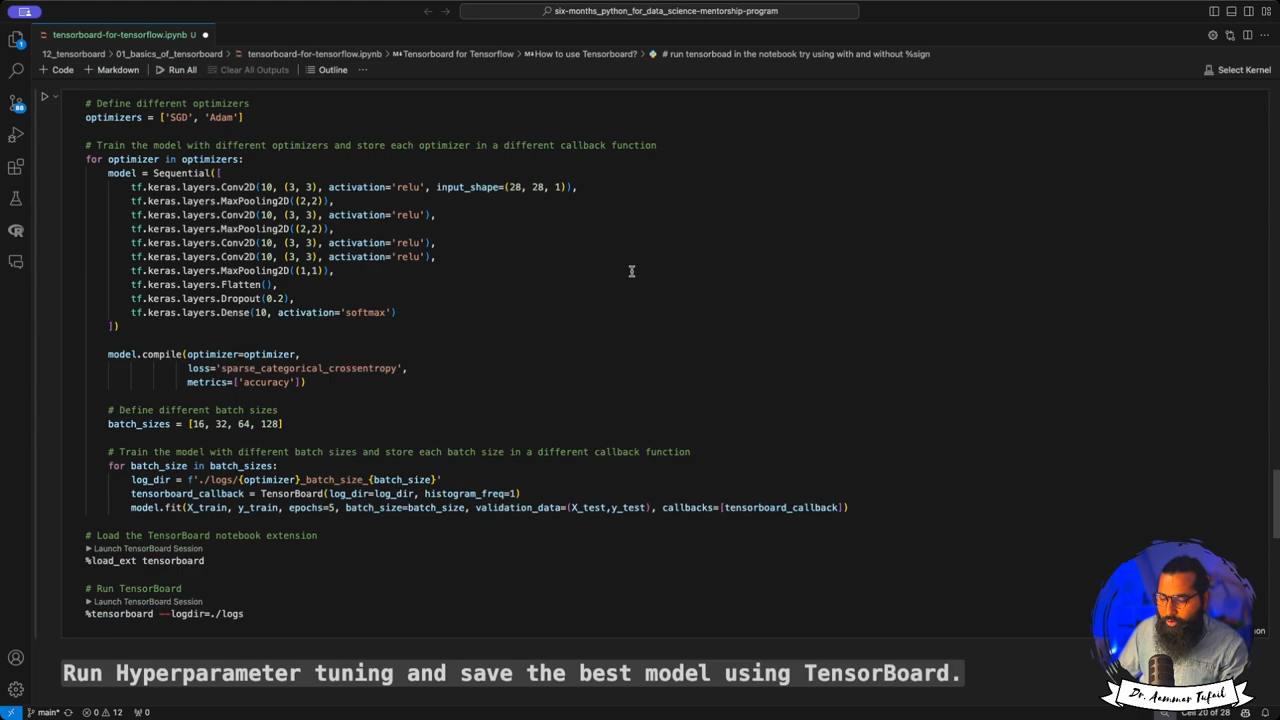 six-months_python_for_data_science-mentorship-program
tensorboard-for-tensorflow.ipynb U
12_tensorboard > 01_basics_of_tensorboard > tensorboard-for-tensorflow.ipynb > Tensorboard for Tensorflow > How to use Tensorboard? > # run tensorboad in the notebook try using with and without %sign
+ Code + Markdown Run All Clear All Outputs Outline ... Select Kernel
# Define different optimizers
optimizers = ['SGD', 'Adam']
# Train the model with different optimizers and store each optimizer in a different callback function
for optimizer in optimizers:
model = Sequential([
tf.keras.layers.Conv2D(10, (3, 3), activation='relu', input_shape=(28, 28, 1)),
tf.keras.layers.MaxPooling2D((2,2)),
tf.keras.layers.Conv2D(10, (3, 3), activation='relu'),
tf.keras.layers.MaxPooling2D((2,2)),
tf.keras.layers.Conv2D(10, (3, 3), activation='relu'),
tf.keras.layers.Conv2D(10, (3, 3), activation='relu'),
tf.keras.layers.MaxPooling2D((1,1)),
tf.keras.layers.Flatten(),
tf.keras.layers.Dropout(0.2),
tf.keras.layers.Dense(10, activation='softmax')
])
model.compile(optimizer=optimizer,
loss='sparse_categorical_crossentropy',
metrics=['accuracy'])
# Define different batch sizes
batch_sizes = [16, 32, 64, 128]
# Train the model with different batch sizes and store each batch size in a different callback function
for batch_size in batch_sizes:
log_dir = f'./logs/{optimizer}_batch_size_{batch_size}'
tensorboard_callback = TensorBoard(log_dir=log_dir, histogram_freq=1)
model.fit(X_train, y_train, epochs=5, batch_size=batch_size, validation_data=(X_test,y_test), callbacks=[tensorboard_callback])
# Load the TensorBoard notebook extension
Launch TensorBoard Session
%load_ext tensorboard
# Run TensorBoard
Launch TensorBoard Session
%tensorboard --logdir=./logs
Run Hyperparameter tuning and save the best model using TensorBoard.
Dr. Aammar Tufail
main* 0 12 0 Cell 20 of 28